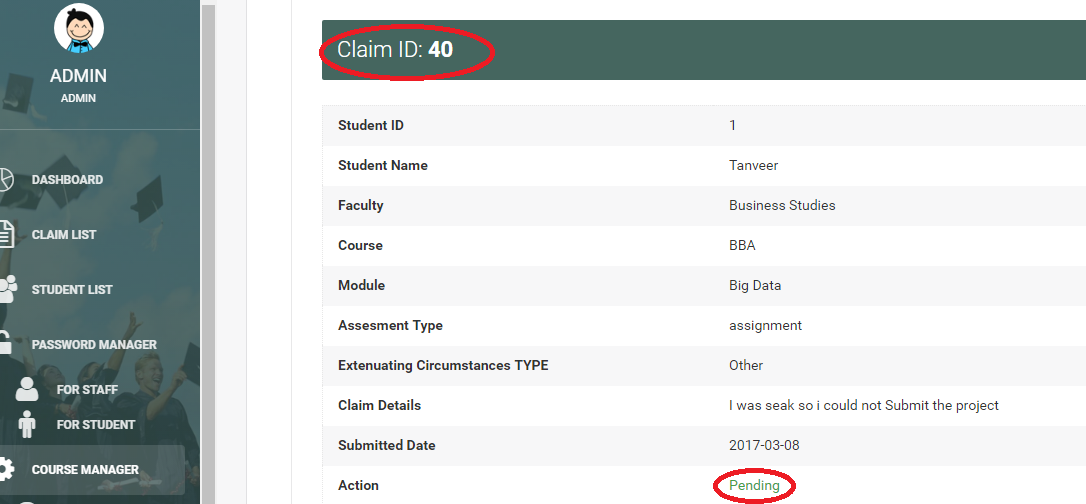 ADMIN
ADMIN
DASHBOARD
CLAIM LIST
STUDENT LIST
PASSWORD MANAGER
FOR STAFF
FOR STUDENT
COURSE MANAGER
Claim ID: 40
Student ID 1
Student Name Tanveer
Faculty Business Studies
Course BBA
Module Big Data
Assesment Type assignment
Extenuating Circumstances TYPE Other
Claim Details I was seak so i could not Submit the project
Submitted Date 2017-03-08
Action Pending